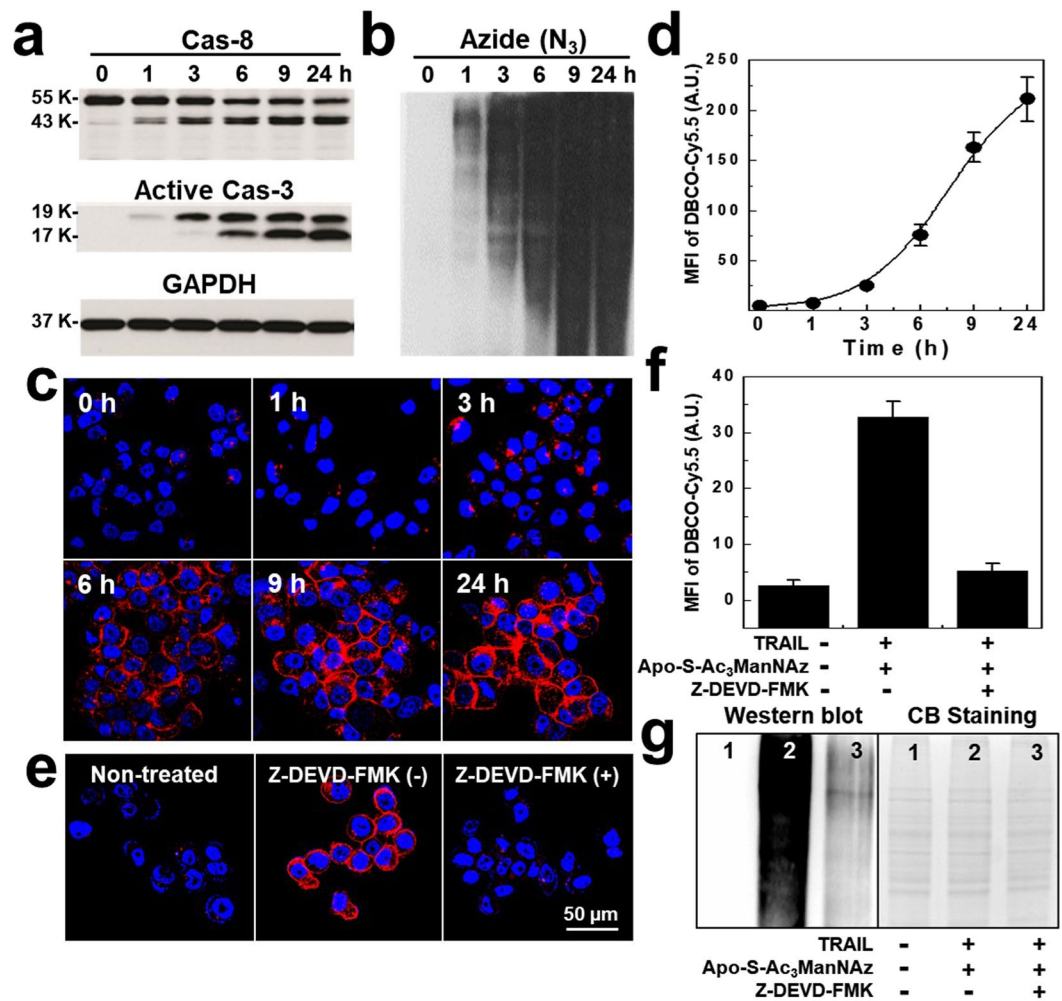 a
Cas-8
0 1 3 6 9 24 h
55 K-
43 K-
Active Cas-3
19 K-
17 K-
GAPDH
37 K-
b
Azide (N₃)
0 1 3 6 9 24 h
c
0 h
1 h
3 h
6 h
9 h
24 h
d
MFI of DBCO-Cy5.5 (A.U.)
250
200
150
100
50
0 1 3 6 9 24
Time (h)
e
Non-treated
Z-DEVD-FMK (-)
Z-DEVD-FMK (+)
50 µm
f
MFI of DBCO-Cy5.5 (A.U.)
40
30
20
10
0
TRAIL - + +
Apo-S-Ac₃ManNAz - + +
Z-DEVD-FMK - - +
g
Western blot
CB Staining
1 2 3 1 2 3
TRAIL - + +
Apo-S-Ac₃ManNAz - + +
Z-DEVD-FMK - - +